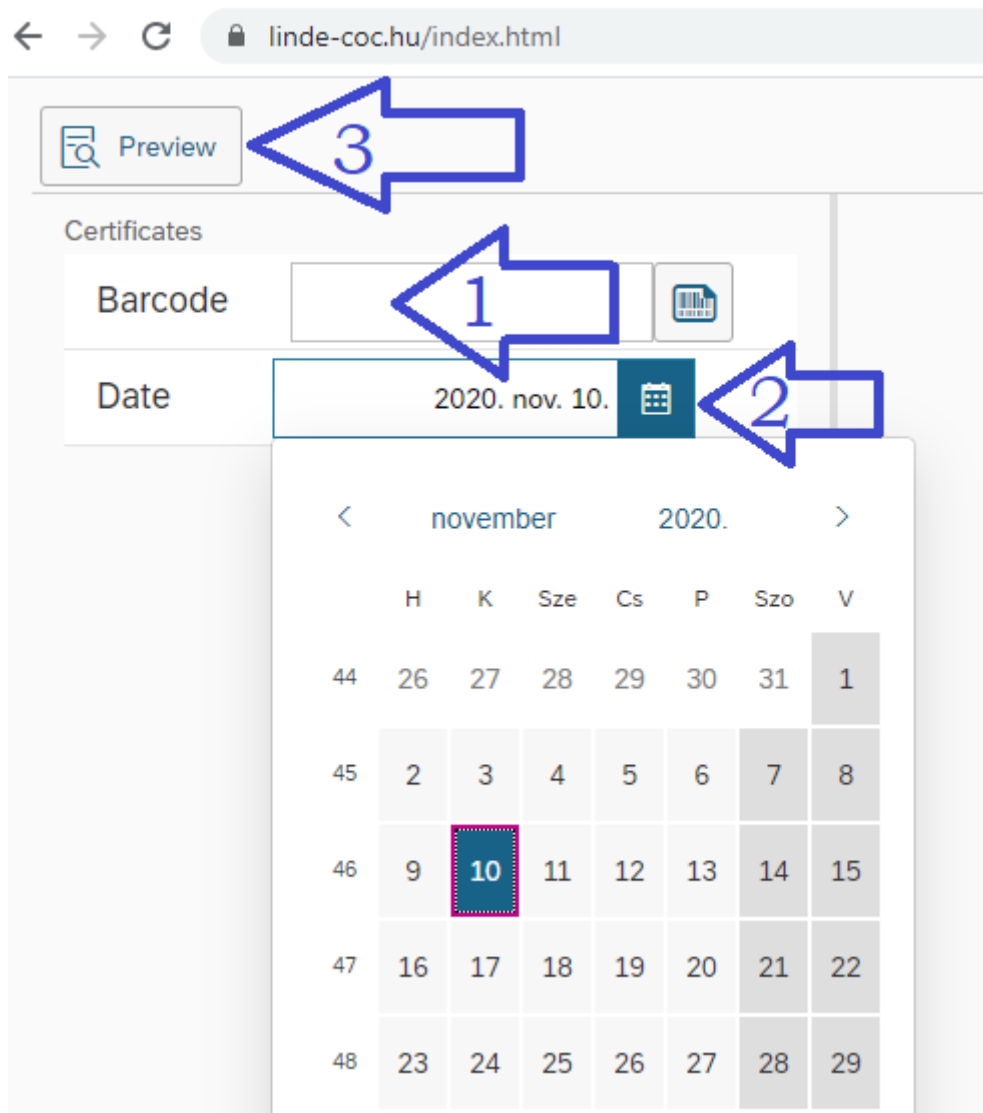 linde-coc.hu/index.html
Preview 3
Certificates
Barcode 1
Date 2020. nov. 10. 2
november 2020.
H K Sze Cs P Szo V
44 26 27 28 29 30 31 1
45 2 3 4 5 6 7 8
46 9 10 11 12 13 14 15
47 16 17 18 19 20 21 22
48 23 24 25 26 27 28 29